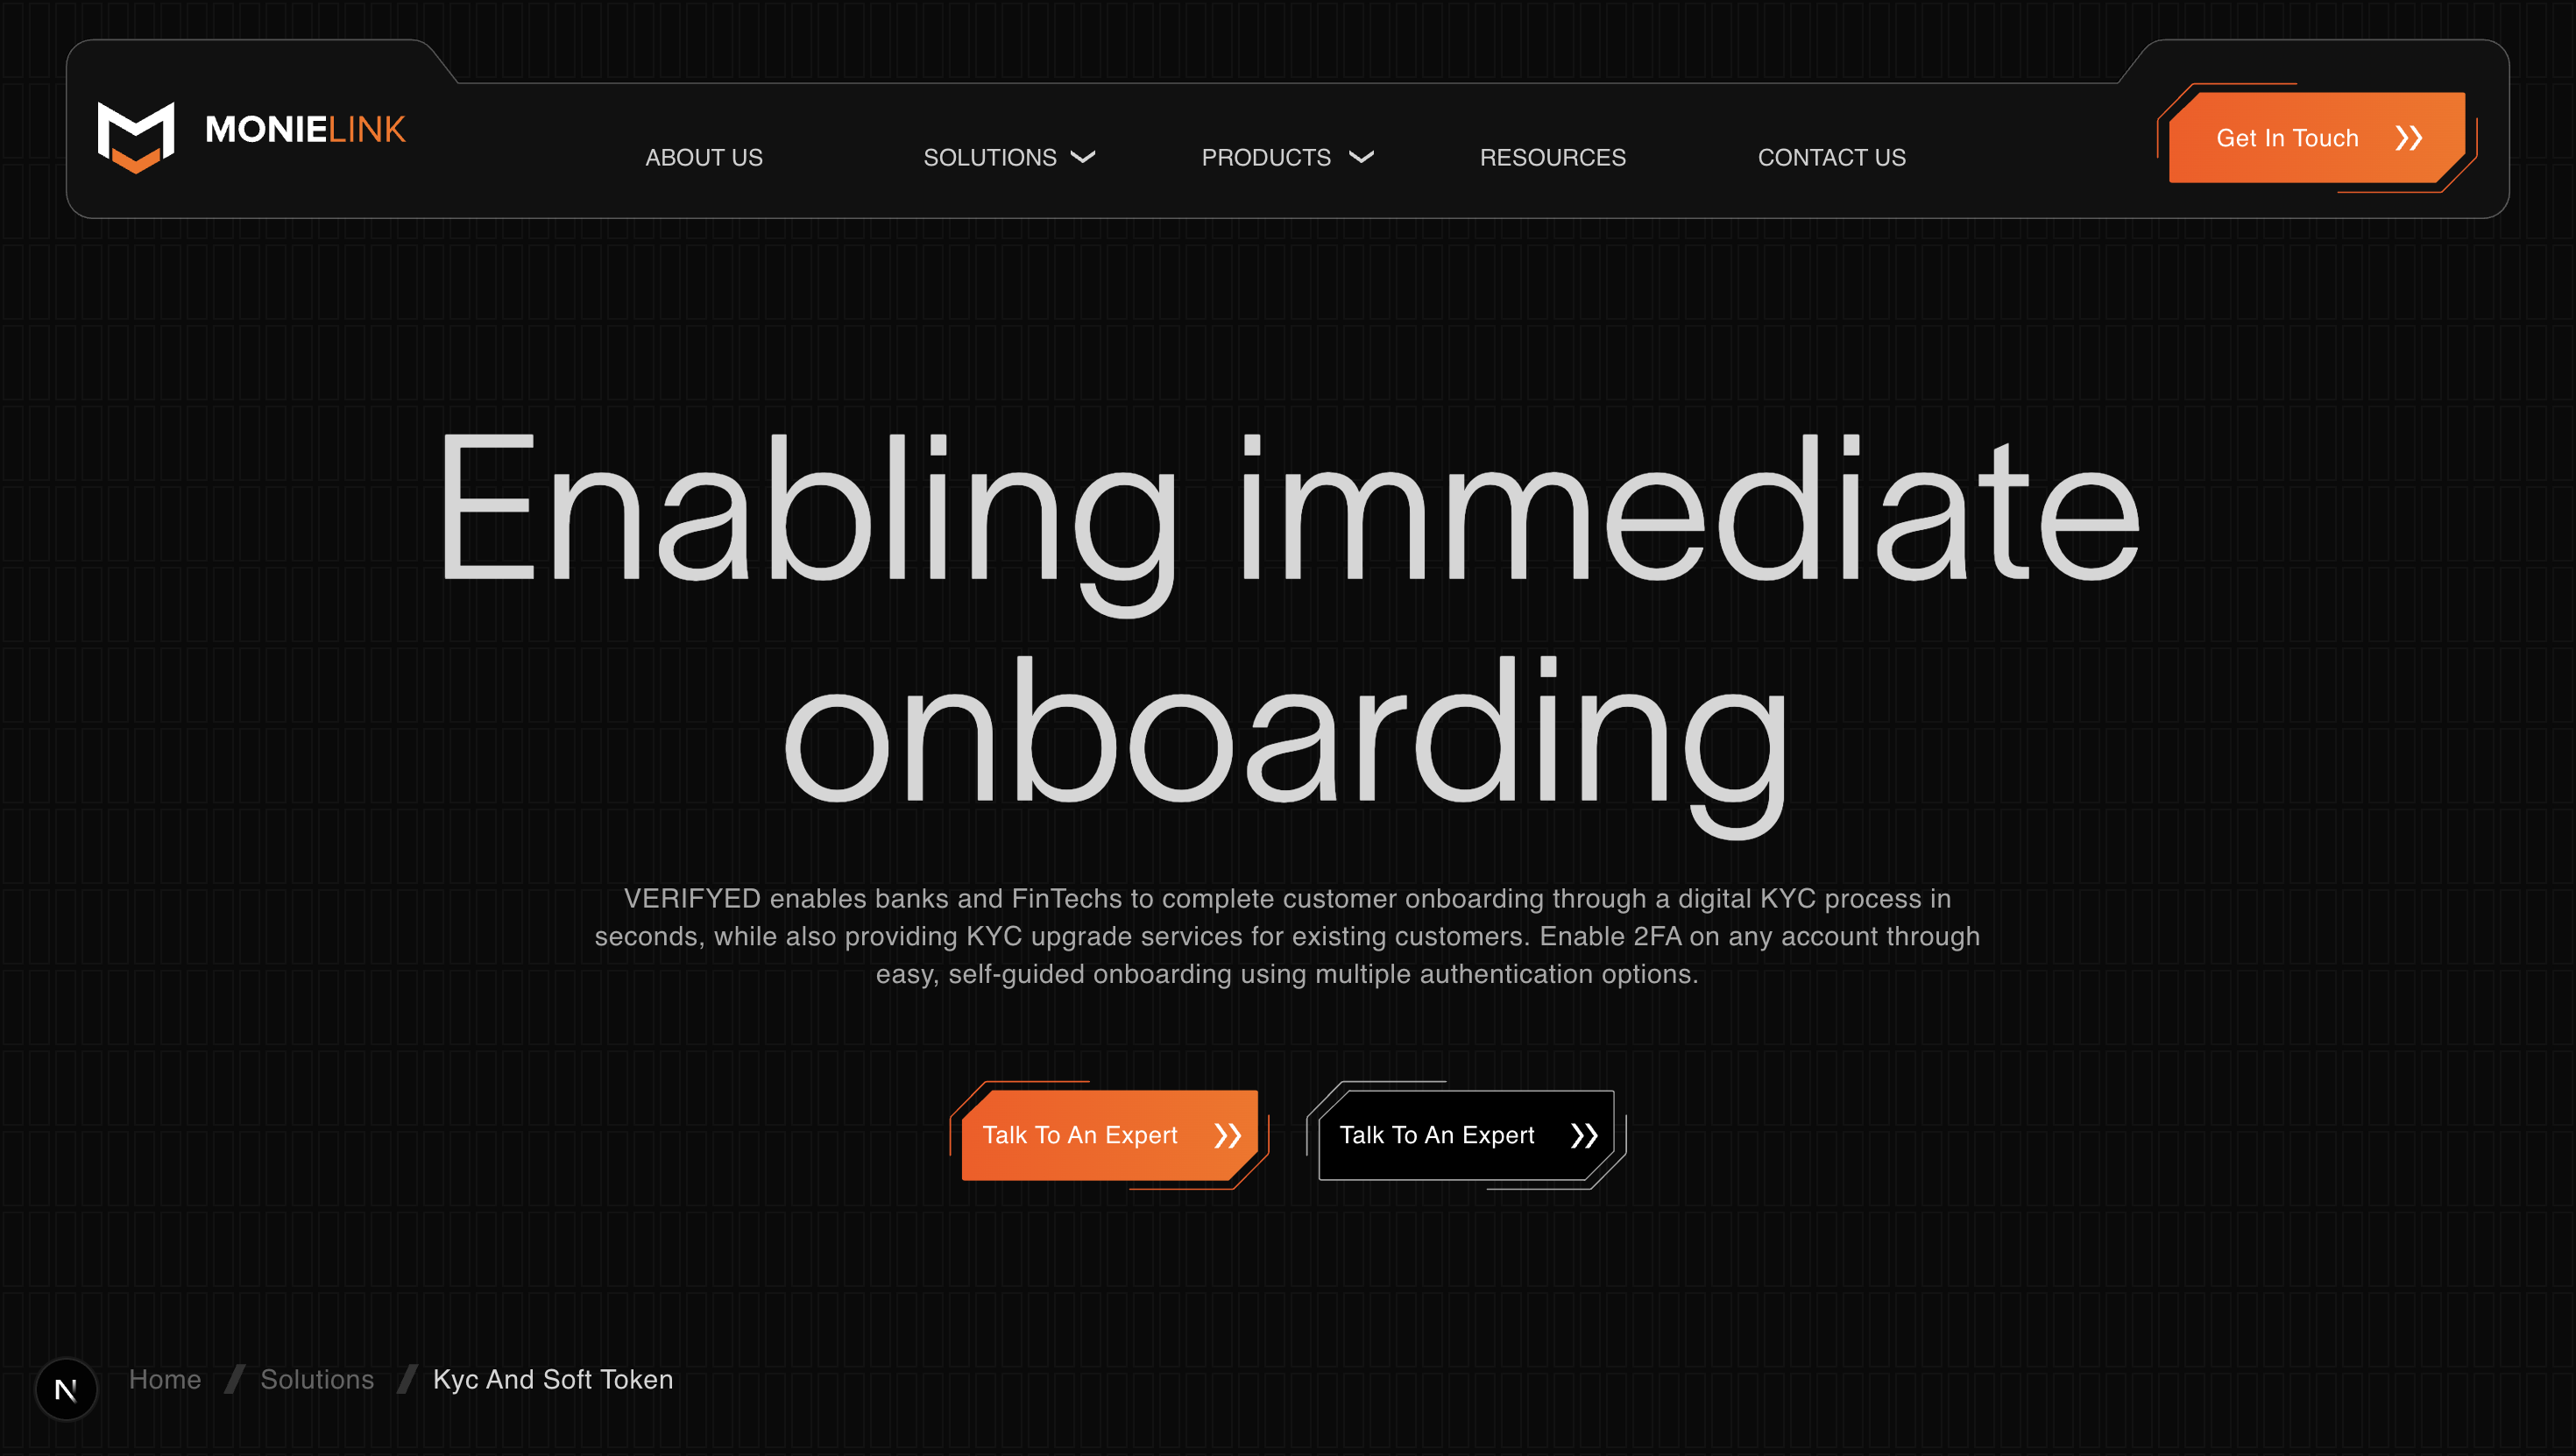 MONIELINK
ABOUT US
SOLUTIONS
PRODUCTS
RESOURCES
CONTACT US
Get In Touch
Enabling immediate
onboarding
VERIFYED enables banks and FinTechs to complete customer onboarding through a digital KYC process in
seconds, while also providing KYC upgrade services for existing customers. Enable 2FA on any account through
easy, self-guided onboarding using multiple authentication options.
Talk To An Expert
Talk To An Expert
N
Home / Solutions / Kyc And Soft Token